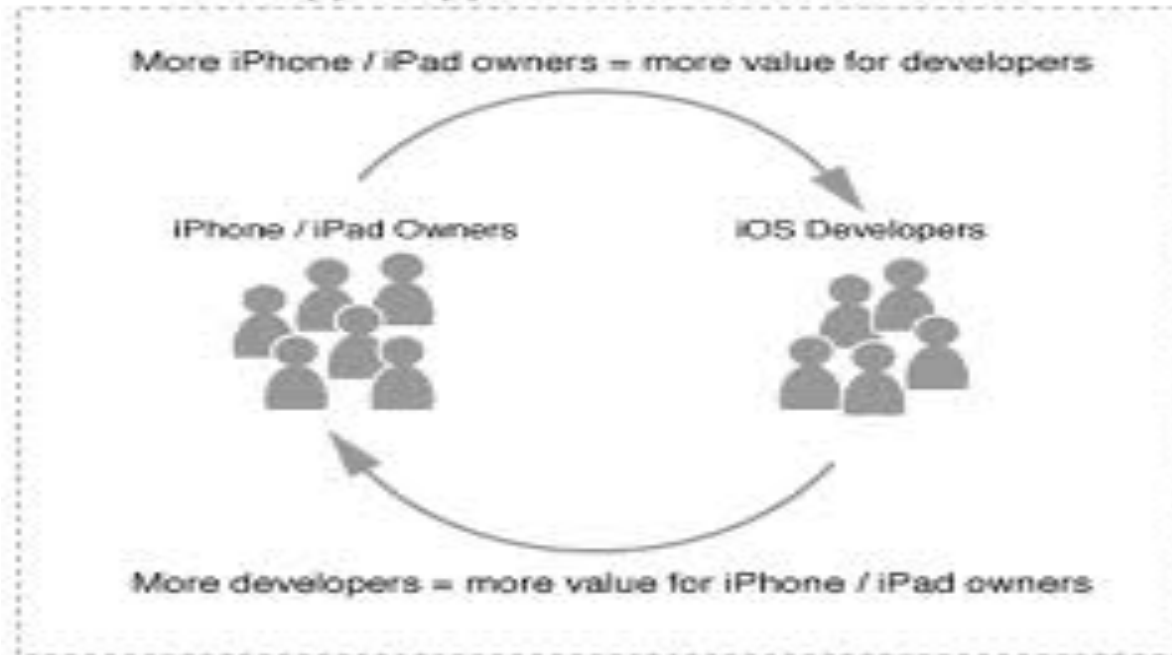 More iPhone / iPad owners = more value for developers
iPhone / iPad Owners
iOS Developers
More developers = more value for iPhone / iPad owners